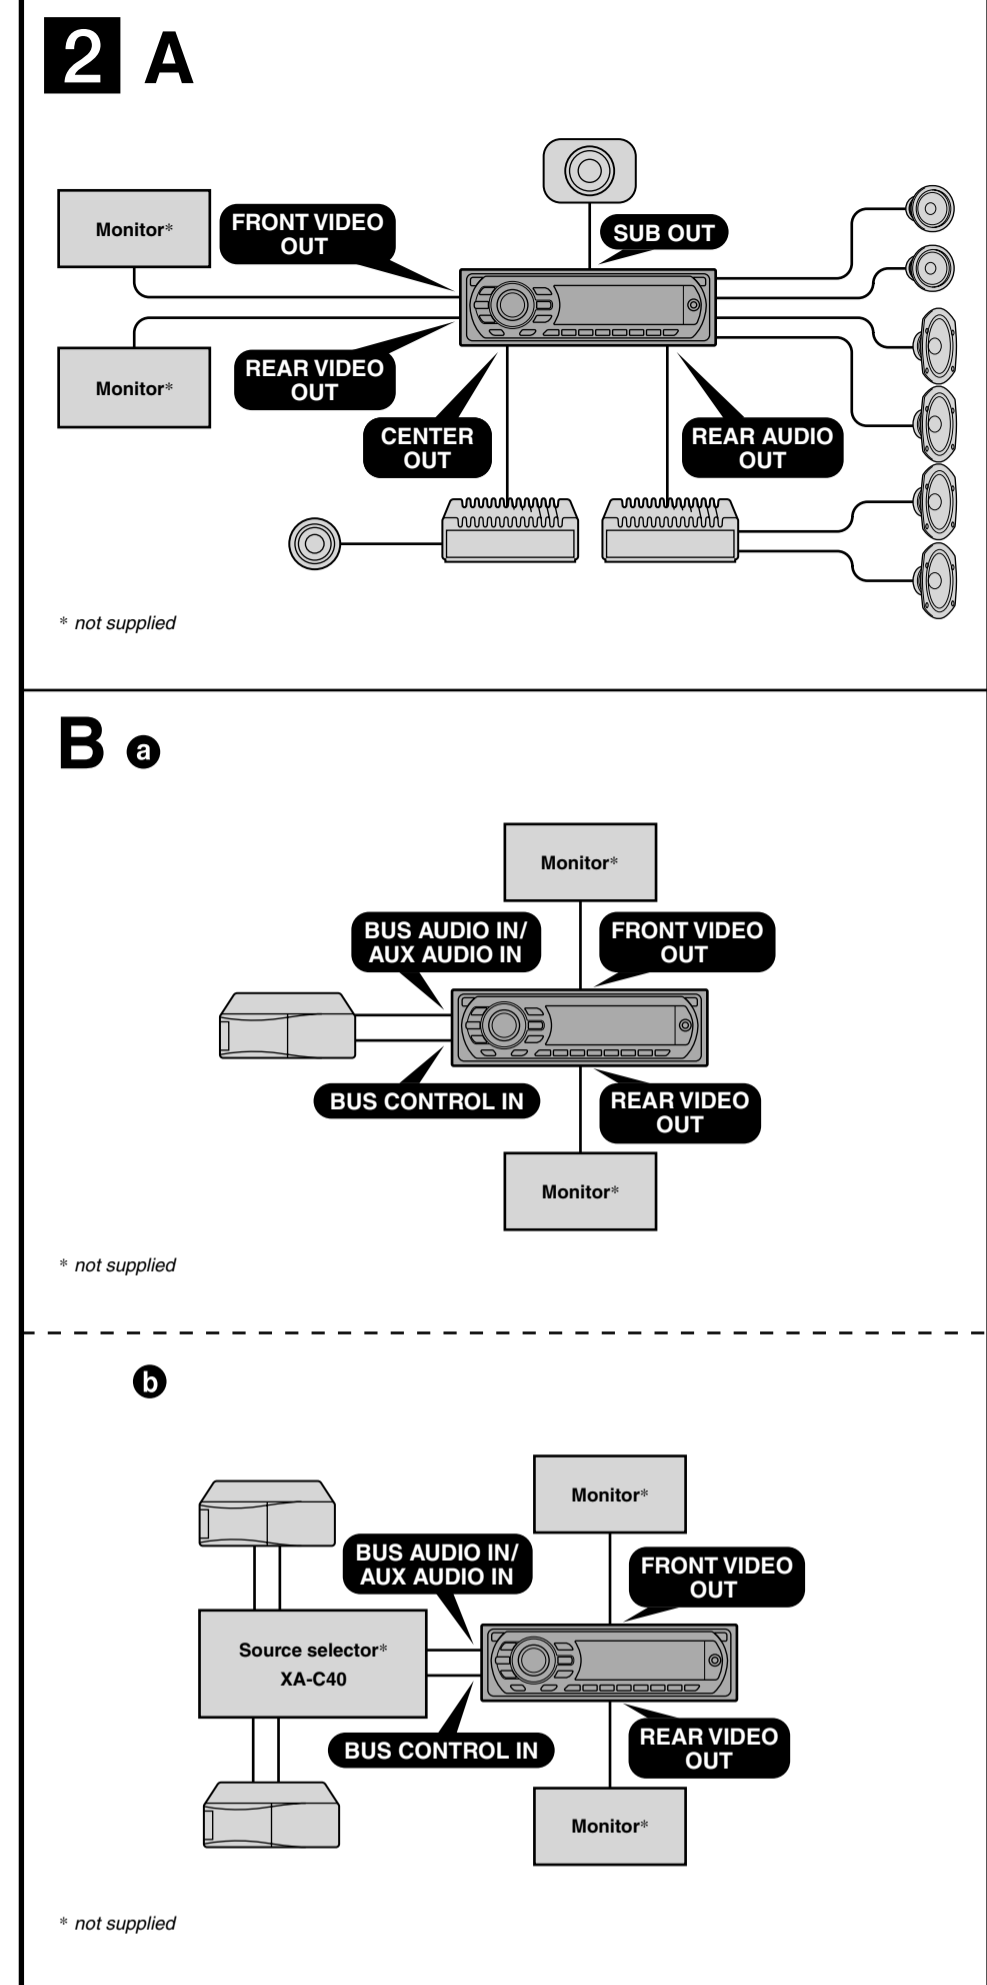 2 A
Monitor*
FRONT VIDEO
OUT
SUB OUT
Monitor*
REAR VIDEO
OUT
CENTER
OUT
REAR AUDIO
OUT
* not supplied
B a
Monitor*
BUS AUDIO IN/
AUX AUDIO IN
FRONT VIDEO
OUT
BUS CONTROL IN
REAR VIDEO
OUT
Monitor*
* not supplied
b
Monitor*
BUS AUDIO IN/
AUX AUDIO IN
FRONT VIDEO
OUT
Source selector*
XA-C40
BUS CONTROL IN
REAR VIDEO
OUT
Monitor*
* not supplied